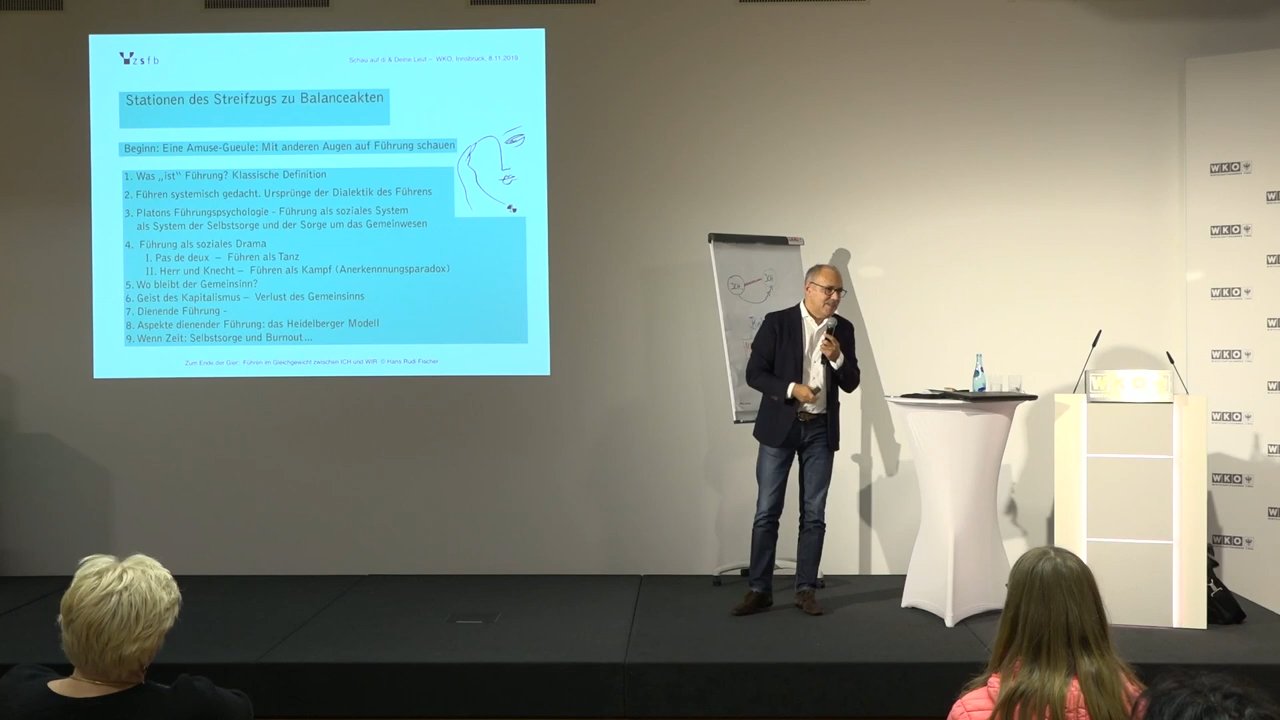 zsfb
Schau auf di & Deine Leut – WKO, Innsbruck, 8.11.2019
Stationen des Streifzugs zu Balanceakten
Beginn: Eine Amuse-Gueule: Mit anderen Augen auf Führung schauen
1. Was „ist" Führung? Klassische Definition
2. Führen systemisch gedacht. Ursprünge der Dialektik des Führens
3. Platons Führungspsychologie - Führung als soziales System
als System der Selbstsorge und der Sorge um das Gemeinwesen
4. Führung als soziales Drama
I. Pas de deux – Führen als Tanz
II. Herr und Knecht – Führen als Kampf (Anerkennnungsparadox)
5. Wo bleibt der Gemeinsinn?
6. Geist des Kapitalismus – Verlust des Gemeinsinns
7. Dienende Führung -
8. Aspekte dienender Führung: das Heidelberger Modell
9. Wenn Zeit: Selbstsorge und Burnout...
Zum Ende der Gier: Führen im Gleichgewicht zwischen ICH und WIR © Hans Rudi Fischer
WKO
WKO
WKO
WKO
WKO
WKO
WKO
WKO